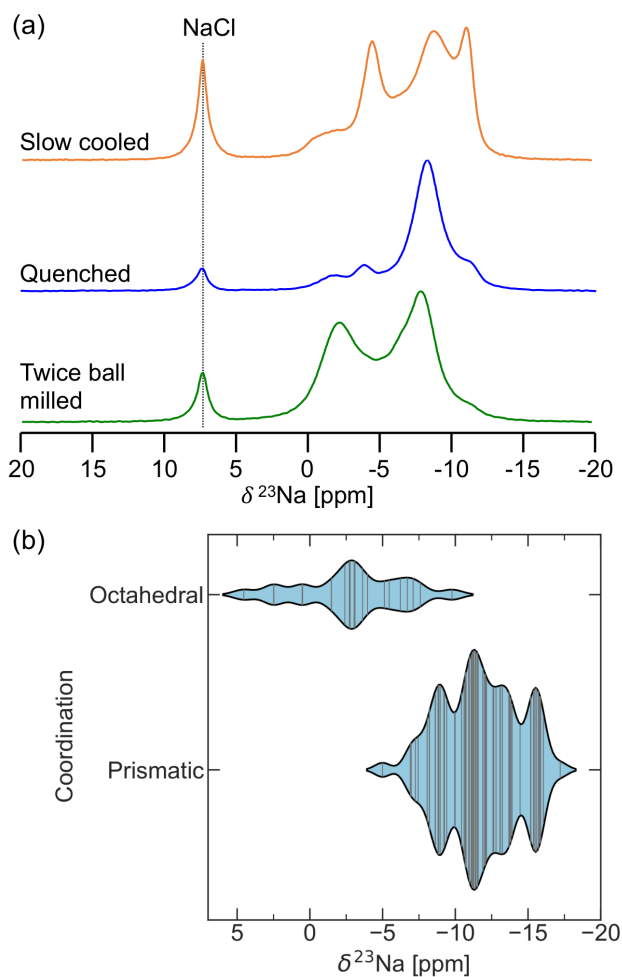 (a)
NaCl
Slow cooled
Quenched
Twice ball
milled
20 15 10 5 0 -5 -10 -15 -20
δ ²³Na [ppm]
(b)
Octahedral
Coordination
Prismatic
5 0 −5 −10 −15 −20
δ²³Na [ppm]